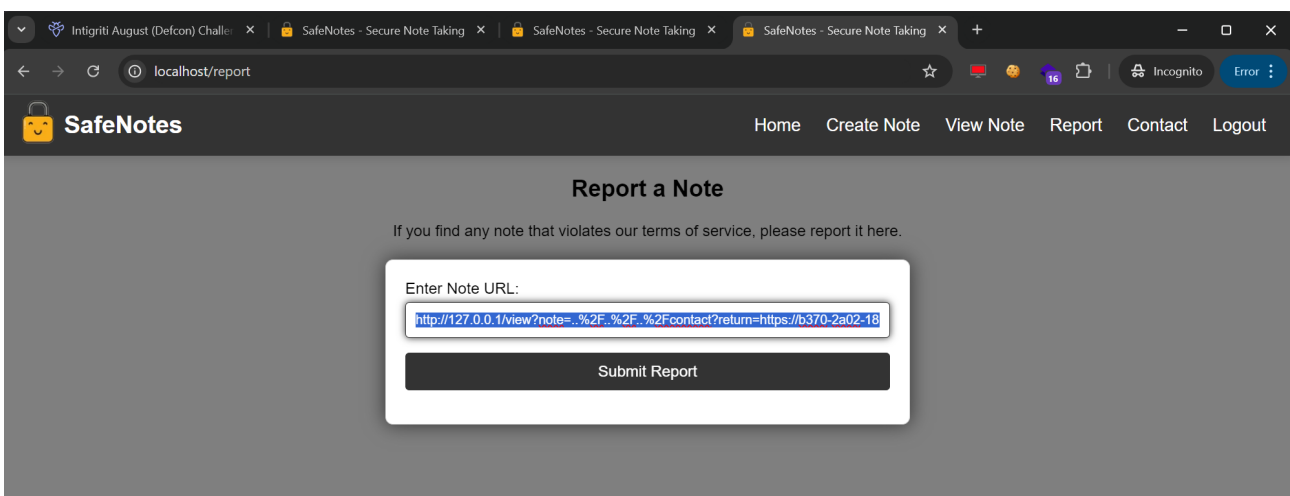 Intigriti August (Defcon) Challer
SafeNotes - Secure Note Taking
SafeNotes - Secure Note Taking
SafeNotes - Secure Note Taking
localhost/report
16
Incognito
Error
SafeNotes
Home Create Note View Note Report Contact Logout
Report a Note
If you find any note that violates our terms of service, please report it here.
Enter Note URL:
http://127.0.0.1/view?note=..%2F..%2F..%2Fcontact?return=https://b370-2a02-18
Submit Report